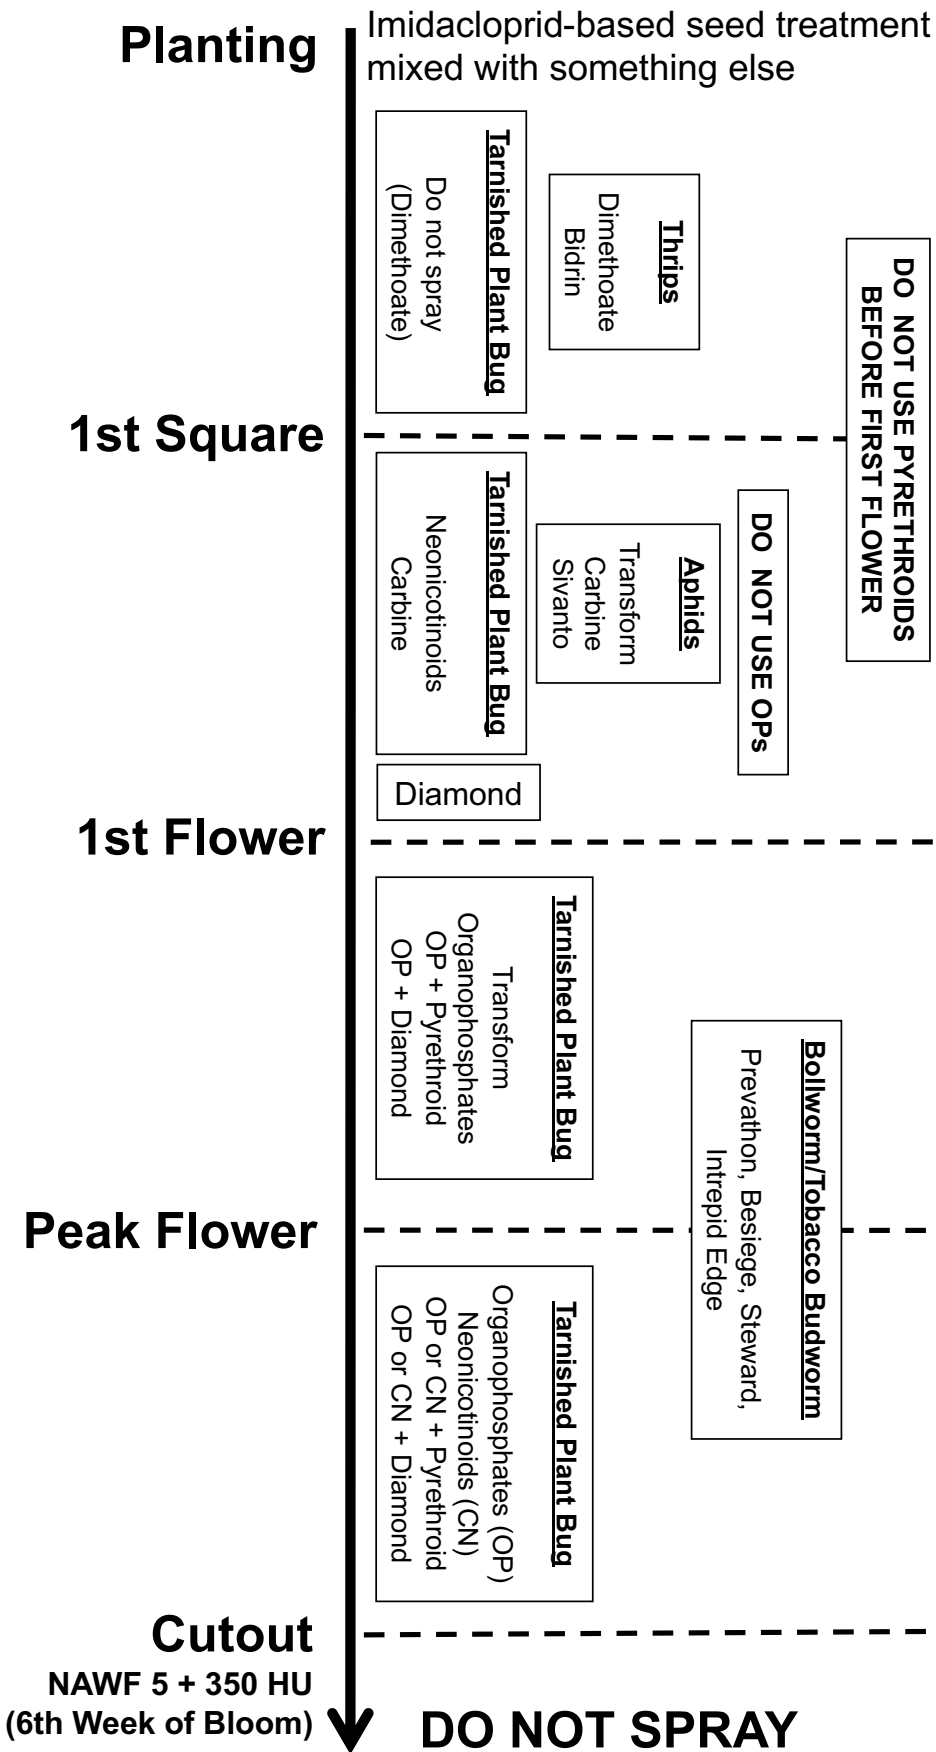 Planting
Imidacloprid-based seed treatment
mixed with something else
Tarnished Plant Bug
Do not spray
(Dimethoate)
Thrips
Dimethoate
Bidrin
DO NOT USE PYRETHROIDS
BEFORE FIRST FLOWER
1st Square
Tarnished Plant Bug
Neonicotinoids
Carbine
Aphids
Transform
Carbine
Sivanto
DO NOT USE OPs
Diamond
1st Flower
Tarnished Plant Bug
Transform
Organophosphates
OP + Pyrethroid
OP + Diamond
Bollworm/Tobacco Budworm
Prevathon, Besiege, Steward,
Intrepid Edge
Peak Flower
Tarnished Plant Bug
Organophosphates (OP)
Neonicotinoids (CN)
OP or CN + Pyrethroid
OP or CN + Diamond
Cutout
NAWF 5 + 350 HU
(6th Week of Bloom)
DO NOT SPRAY